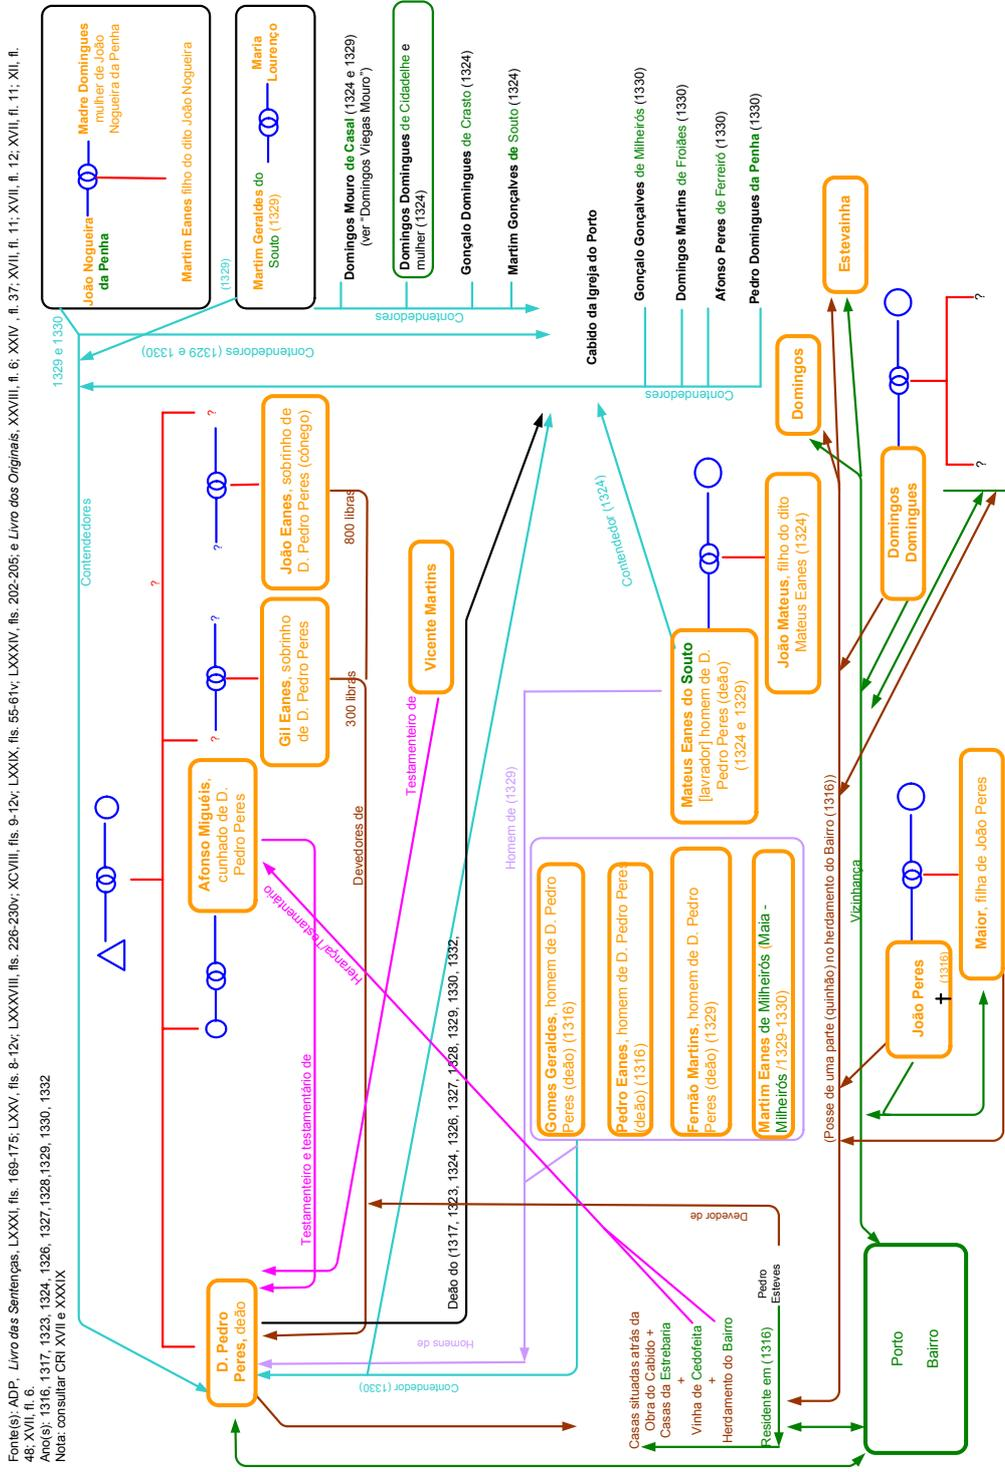 Fonte(s): ADP, Livro das Sentenças, LXXXI, fls. 169-175; LXXV, fls. 8-12v; LXXXVIII, fls. 226-230v; XCVIII, fls. 9-12v; LXXIX, fls. 55-61v; LXXXIV, fls. 202-205; e Livro dos Originais, XXVIII, fl. 6; XXIV , fl. 37; XVII, fl. 11; XVIII, fl. 12; XVII, fl. 11; XII, fl.
48; XVII, fl. 6.
Ano(s): 1316, 1317, 1323, 1324, 1326, 1327,1328,1329, 1330, 1332
Nota: consultar CRI XVII e XXXIX
João Nogueira
da Penha
Madre Domingues
mulher de João
Nogueira da Penha
Martim Eanes filho do dito João Nogueira
1329 e 1330
(1329)
Martim Geraldes do
Souto (1329)
Maria
Lourenço
Contendedores
Contendedores (1329 e 1330)
Domingos Mouro de Casal (1324 e 1329)
(ver "Domingos Viegas Mouro")
Domingos Domingues de Cidadelhe e
mulher (1324)
Gonçalo Domingues de Crasto (1324)
Martim Gonçalves de Souto (1324)
Contendedores
Cabido da Igreja do Porto
Gonçalo Gonçalves de Milheirós (1330)
Domingos Martins de Froiães (1330)
Afonso Peres de Ferreiró (1330)
Pedro Domingues da Penha (1330)
Contendedores
?
?
?
?
?
?
Afonso Miguéis,
cunhado de D.
Pedro Peres
Gil Eanes, sobrinho
de D. Pedro Peres
João Eanes, sobrinho de
D. Pedro Peres (cónego)
300 libras
800 libras
Devedores de
Herança/Testamentário
Testamenteiro e testamentário de
Testamenteiro de
Vicente Martins
D. Pedro
Peres, deão
Deão do (1317, 1323, 1324, 1326, 1327, 1328, 1329, 1330, 1332,
Homens de
Contendedor (1330)
Homem de (1329)
Contendedor (1324)
Gomes Geraldes, homem de D. Pedro
Peres (deão) (1316)
Pedro Eanes, homem de D. Pedro Peres
(deão) (1316)
Fernão Martins, homem de D. Pedro
Peres (deão) (1329)
Martim Eanes de Milheirós (Maia -
Milheirós /1329-1330)
Mateus Eanes do Souto
[lavrador] homem de D.
Pedro Peres (deão)
(1324 e 1329)
João Mateus, filho do dito
Mateus Eanes (1324)
Domingos
Estevainha
Domingos
Domingues
?
?
Casas situadas atrás da
Obra do Cabido +
Casas da Estrebaria
+
Vinha de Cedofeita
+
Herdamento do Bairro
Devedor de
Pedro
Esteves
Residente em (1316)
(Posse de uma parte (quinhão) no herdamento do Bairro (1316))
Vizinhança
João Peres
(1316)
Maior, filha de João Peres
Porto
Bairro